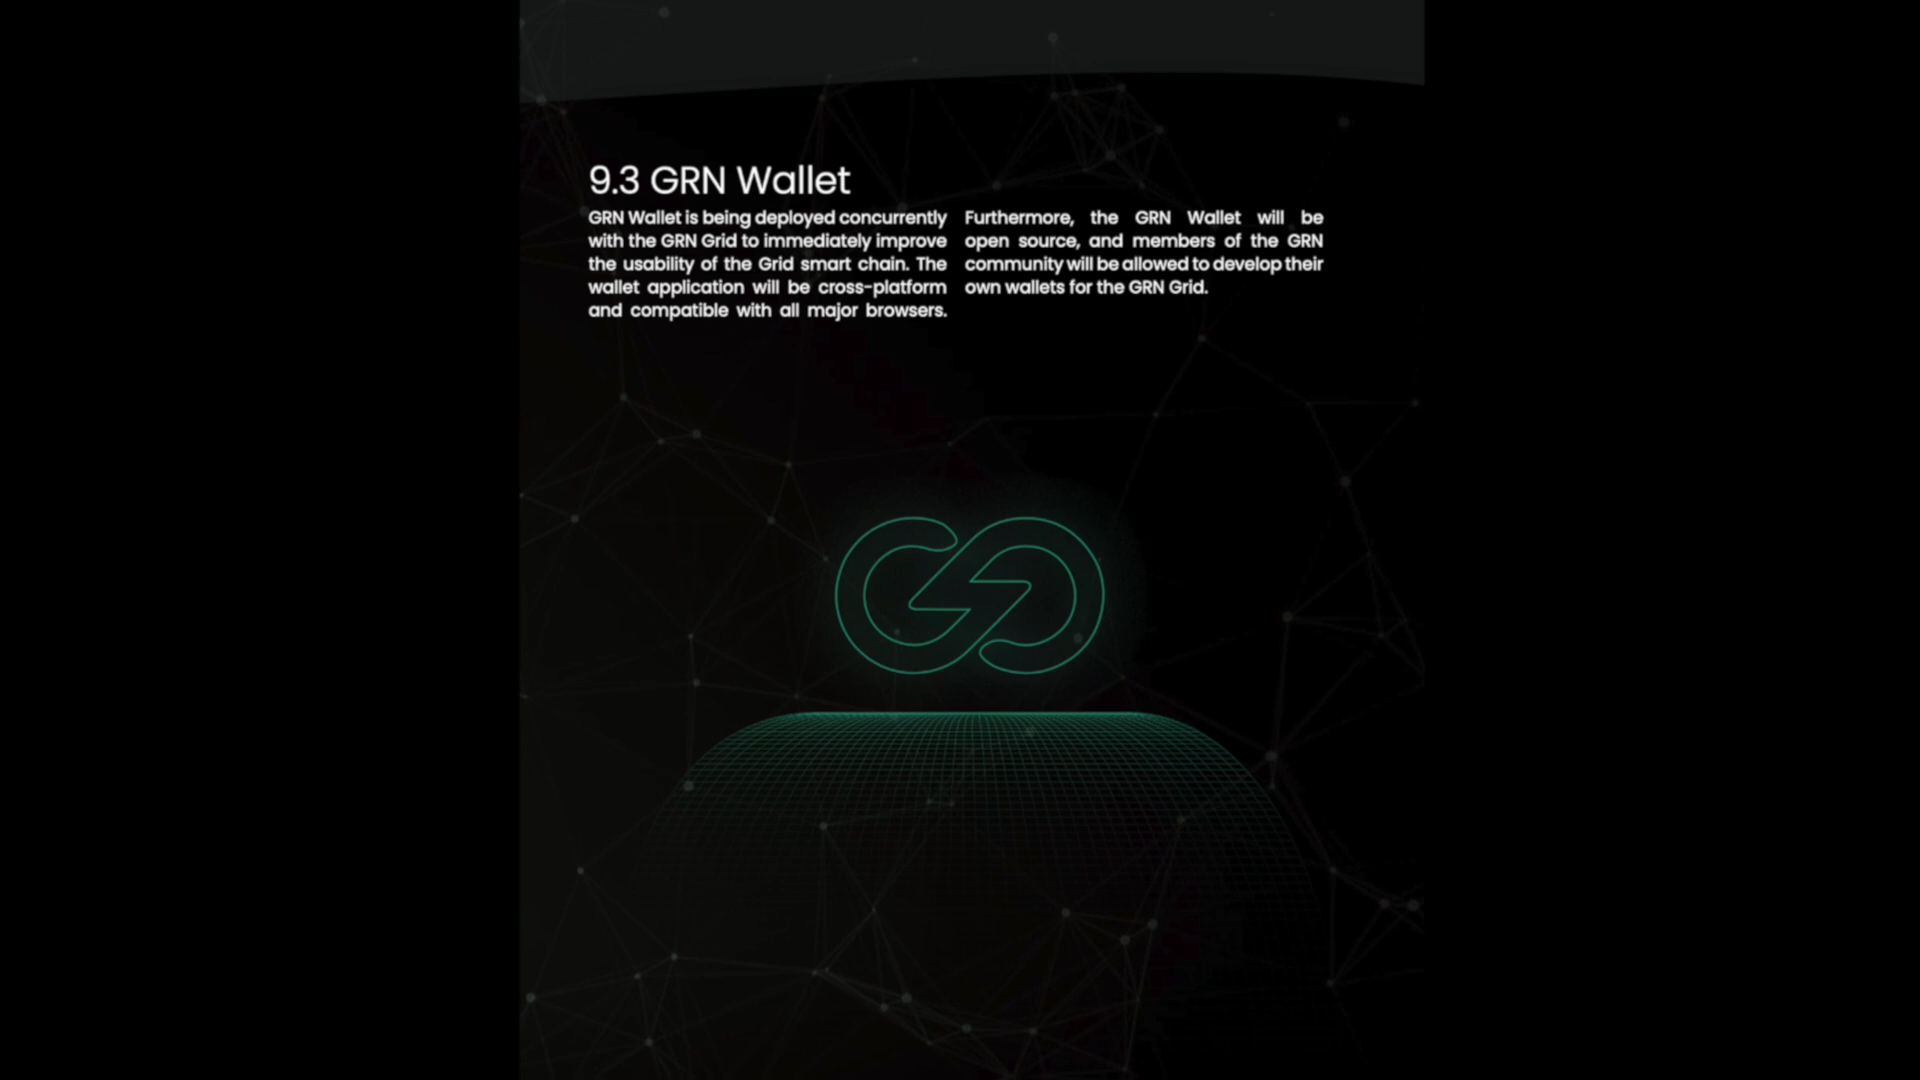 9.3 GRN Wallet
GRN Wallet is being deployed concurrently
with the GRN Grid to immediately improve
the usability of the Grid smart chain. The
wallet application will be cross-platform
and compatible with all major browsers.
Furthermore, the GRN Wallet will be
open source, and members of the GRN
community will be allowed to develop their
own wallets for the GRN Grid.